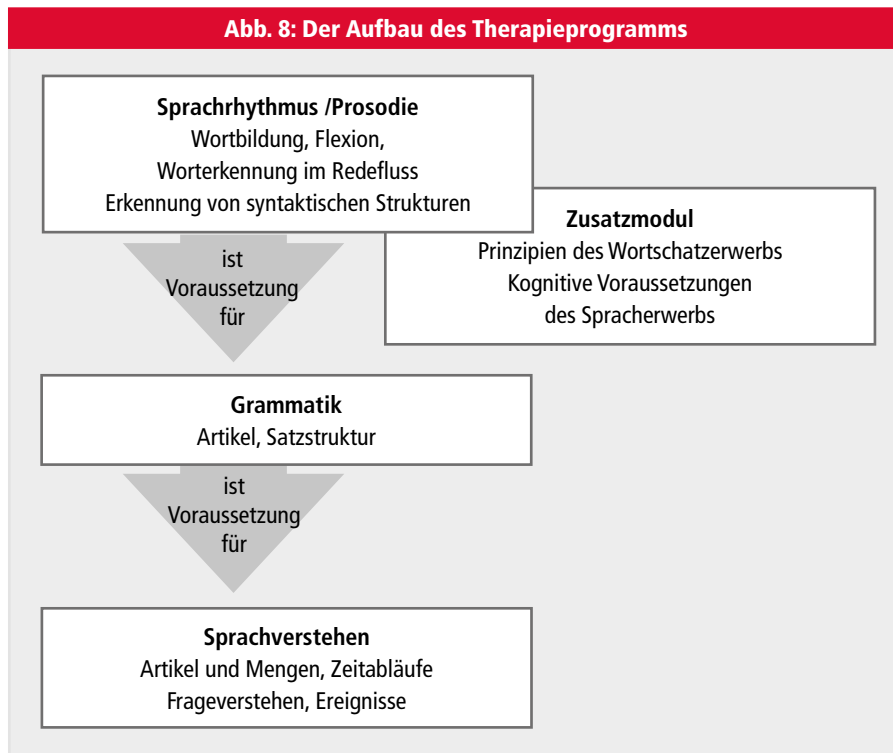 Abb. 8: Der Aufbau des Therapieprogramms
Sprachrhythmus /Prosodie
Wortbildung, Flexion,
Worterkennung im Redefluss
Erkennung von syntaktischen Strukturen
Zusatzmodul
Prinzipien des Wortschatzerwerbs
Kognitive Voraussetzungen
des Spracherwerbs
ist
Voraussetzung
für
Grammatik
Artikel, Satzstruktur
ist
Voraussetzung
für
Sprachverstehen
Artikel und Mengen, Zeitabläufe
Frageverstehen, Ereignisse